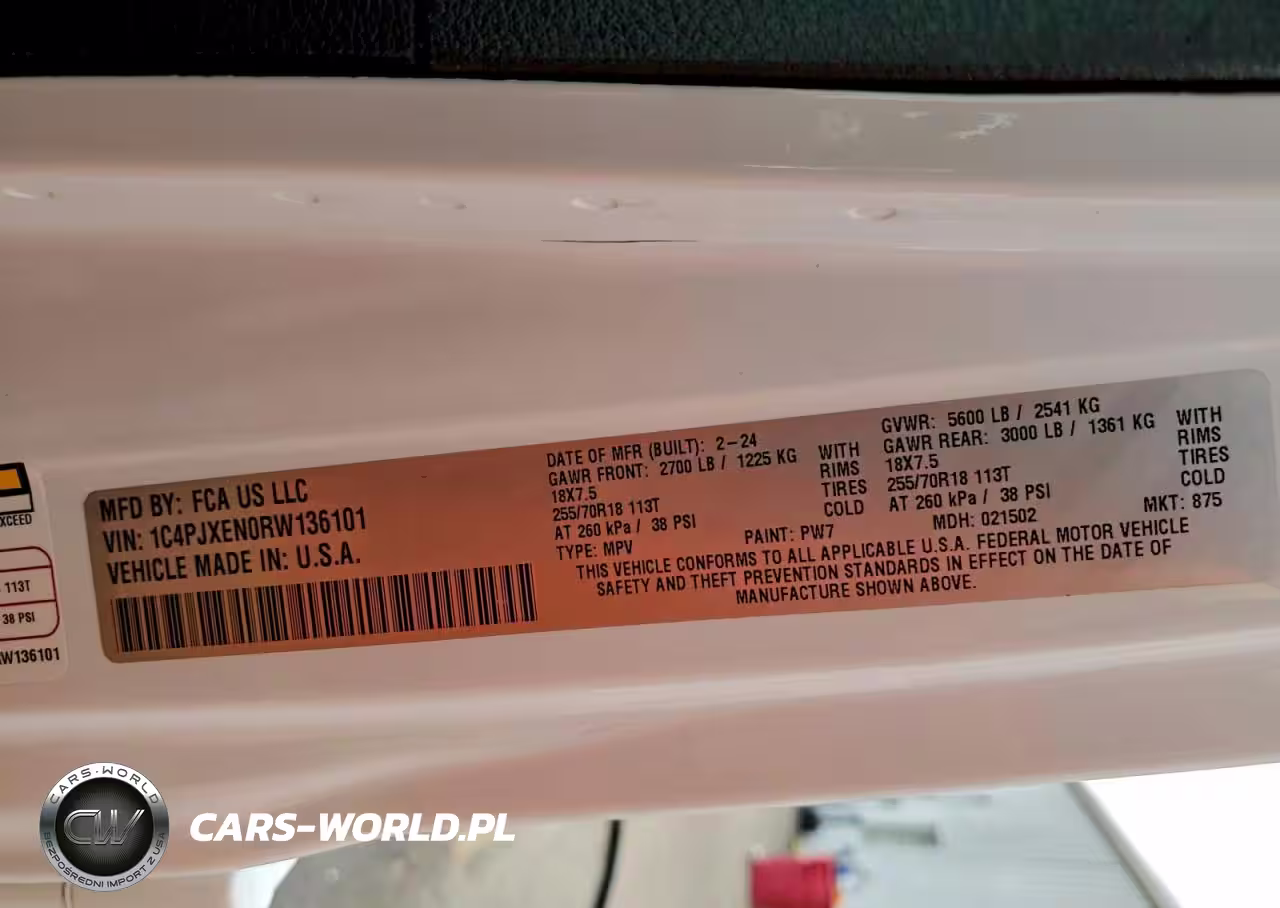 XCEED
113T
38 PSI
W136101
MFD BY: FCA US LLC
VIN: 1C4PJXEN0RW136101
VEHICLE MADE IN: U.S.A.
DATE OF MFR (BUILT): 2-24
GAWR FRONT: 2700 LB / 1225 KG WITH
18X7.5 RIMS
255/70R18 113T TIRES
AT 260 kPa / 38 PSI COLD
TYPE: MPV
PAINT: PW7
GVWR: 5600 LB / 2541 KG
GAWR REAR: 3000 LB / 1361 KG WITH
18X7.5 RIMS
255/70R18 113T TIRES
AT 260 kPa / 38 PSI COLD
MDH: 021502 MKT: 875
THIS VEHICLE CONFORMS TO ALL APPLICABLE U.S.A. FEDERAL MOTOR VEHICLE
SAFETY AND THEFT PREVENTION STANDARDS IN EFFECT ON THE DATE OF
MANUFACTURE SHOWN ABOVE.
CARS-WORLD
CW
BEZPOŚREDNI IMPORT Z USA
CARS-WORLD.PL